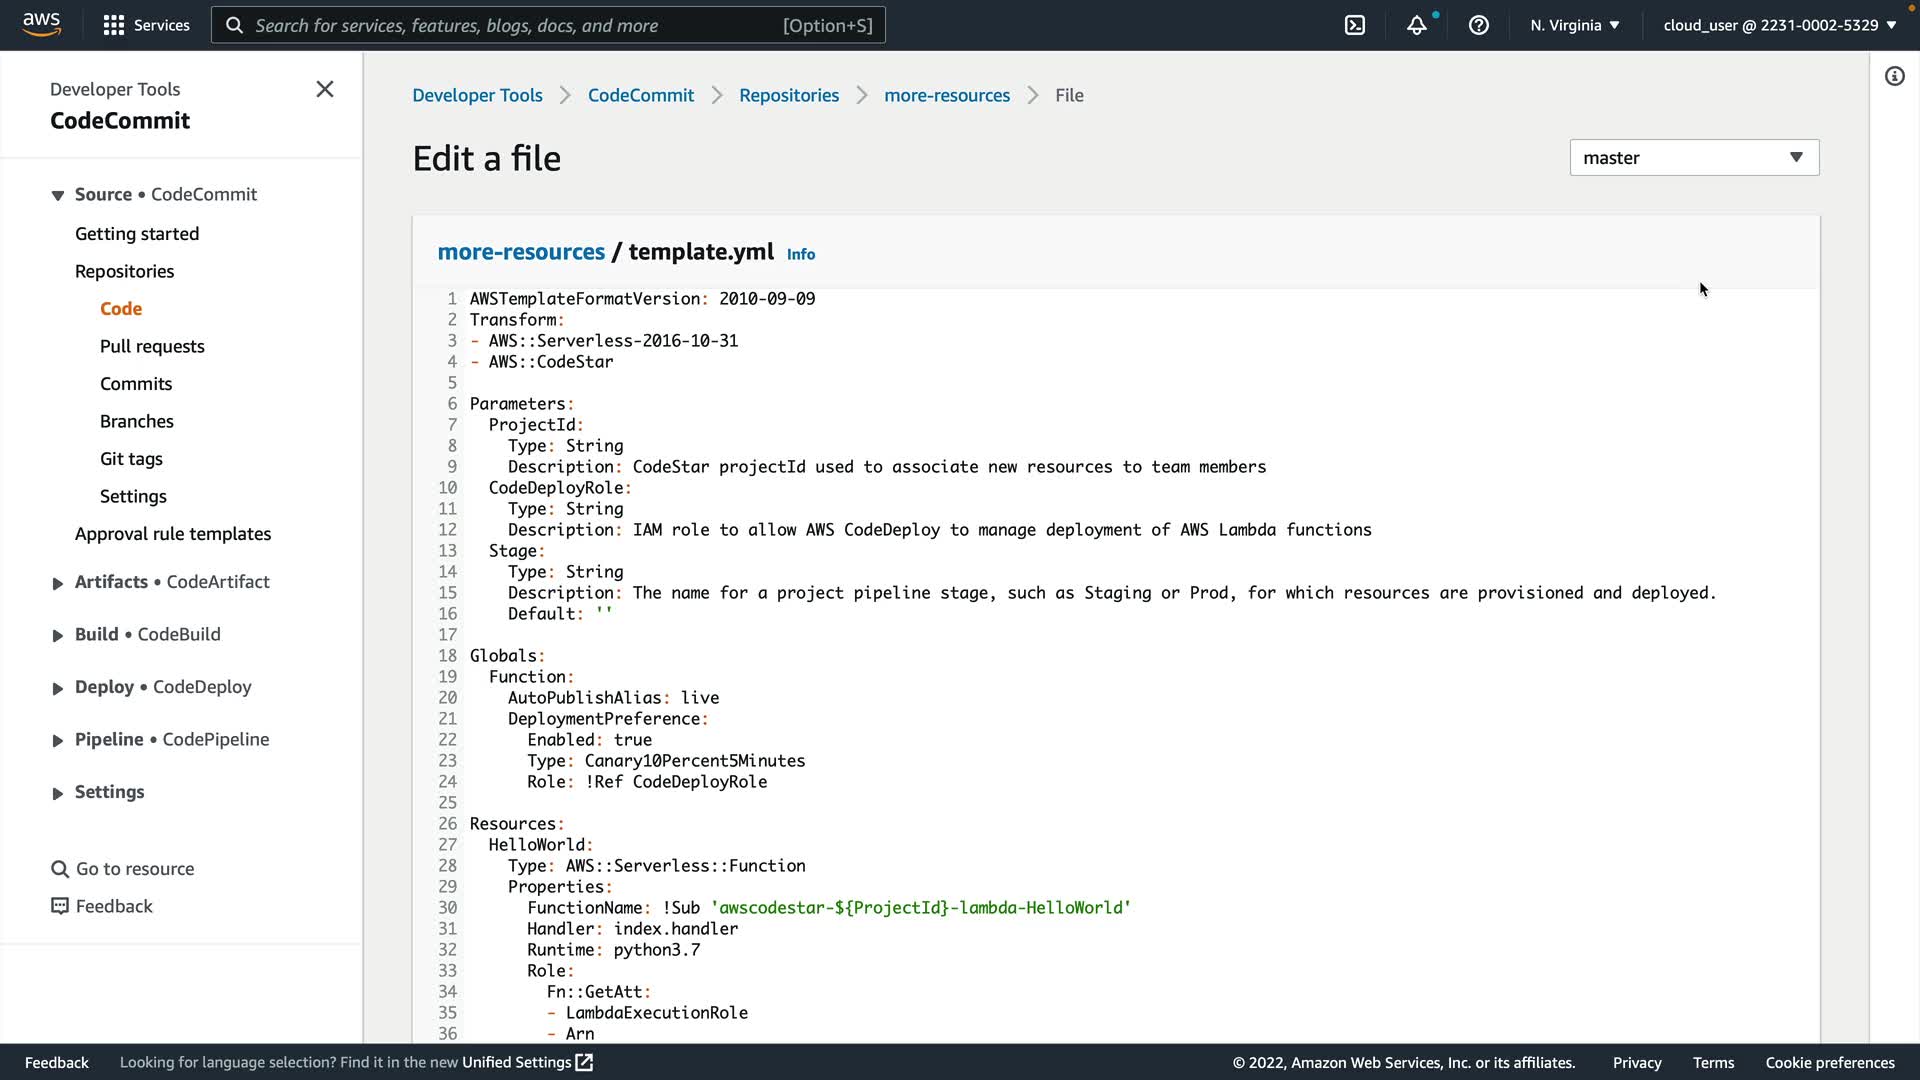 aws
Services
Search for services, features, blogs, docs, and more
[Option+S]
N. Virginia
cloud_user @ 2231-0002-5329
Developer Tools
CodeCommit
Source • CodeCommit
Getting started
Repositories
Code
Pull requests
Commits
Branches
Git tags
Settings
Approval rule templates
Artifacts • CodeArtifact
Build • CodeBuild
Deploy • CodeDeploy
Pipeline • CodePipeline
Settings
Go to resource
Feedback
Developer Tools > CodeCommit > Repositories > more-resources > File
Edit a file
master
more-resources / template.yml Info
1 AWSTemplateFormatVersion: 2010-09-09
2 Transform:
3 - AWS::Serverless-2016-10-31
4 - AWS::CodeStar
5
6 Parameters:
7   ProjectId:
8     Type: String
9     Description: CodeStar projectId used to associate new resources to team members
10   CodeDeployRole:
11     Type: String
12     Description: IAM role to allow AWS CodeDeploy to manage deployment of AWS Lambda functions
13   Stage:
14     Type: String
15     Description: The name for a project pipeline stage, such as Staging or Prod, for which resources are provisioned and deployed.
16     Default: ''
17
18 Globals:
19   Function:
20     AutoPublishAlias: live
21     DeploymentPreference:
22       Enabled: true
23       Type: Canary10Percent5Minutes
24       Role: !Ref CodeDeployRole
25
26 Resources:
27   HelloWorld:
28     Type: AWS::Serverless::Function
29     Properties:
30       FunctionName: !Sub 'awscodestar-${ProjectId}-lambda-HelloWorld'
31       Handler: index.handler
32       Runtime: python3.7
33       Role:
34         Fn::GetAtt:
35         - LambdaExecutionRole
36         - Arn
Feedback
Looking for language selection? Find it in the new Unified Settings
© 2022, Amazon Web Services, Inc. or its affiliates.
Privacy
Terms
Cookie preferences